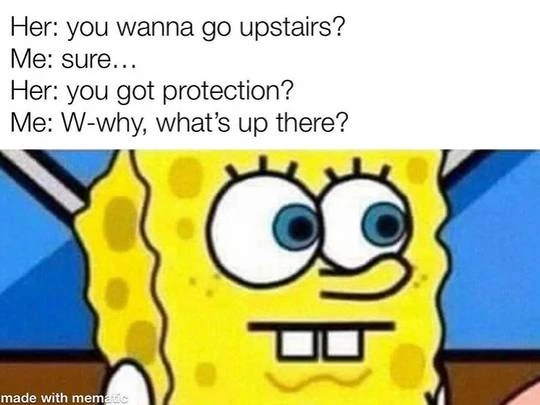 Her: you wanna go upstairs?
Me: sure...
Her: you got protection?
Me: W-why, what's up there?
made with mematic